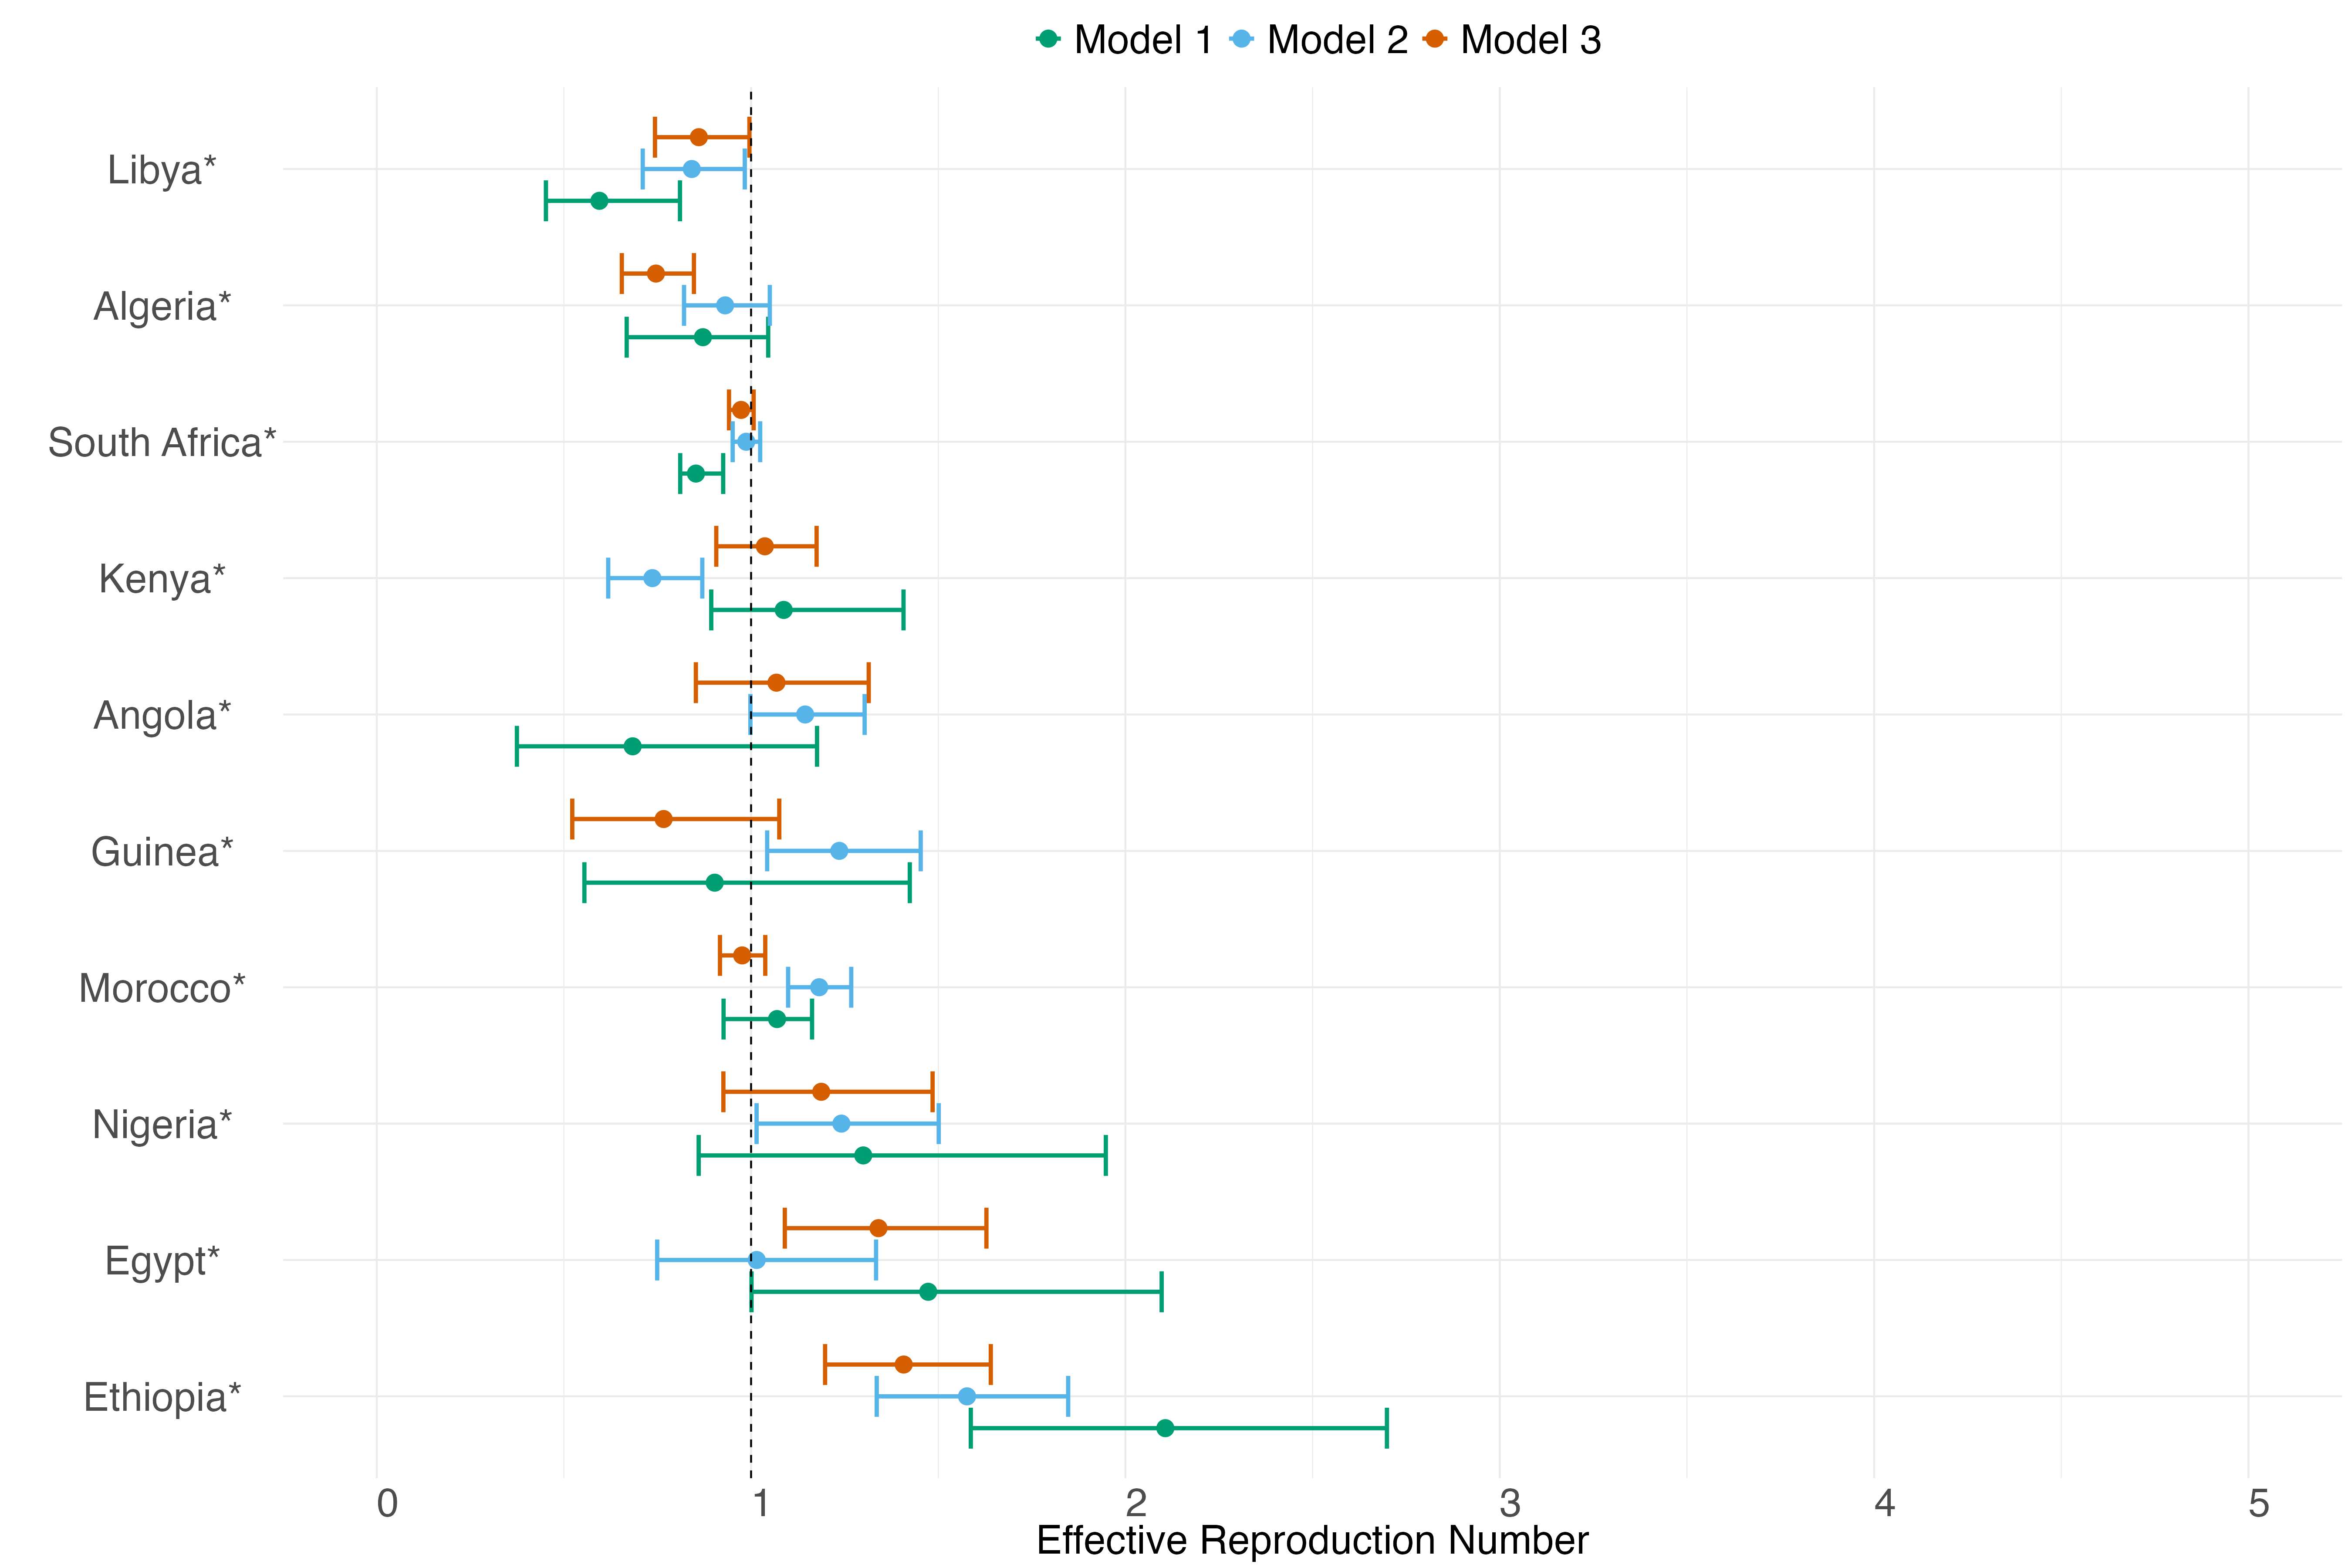 Model 1 Model 2 Model 3
Libya*
Algeria*
South Africa*
Kenya*
Angola*
Guinea*
Morocco*
Nigeria*
Egypt*
Ethiopia*
0 1 2 3 4 5
Effective Reproduction Number